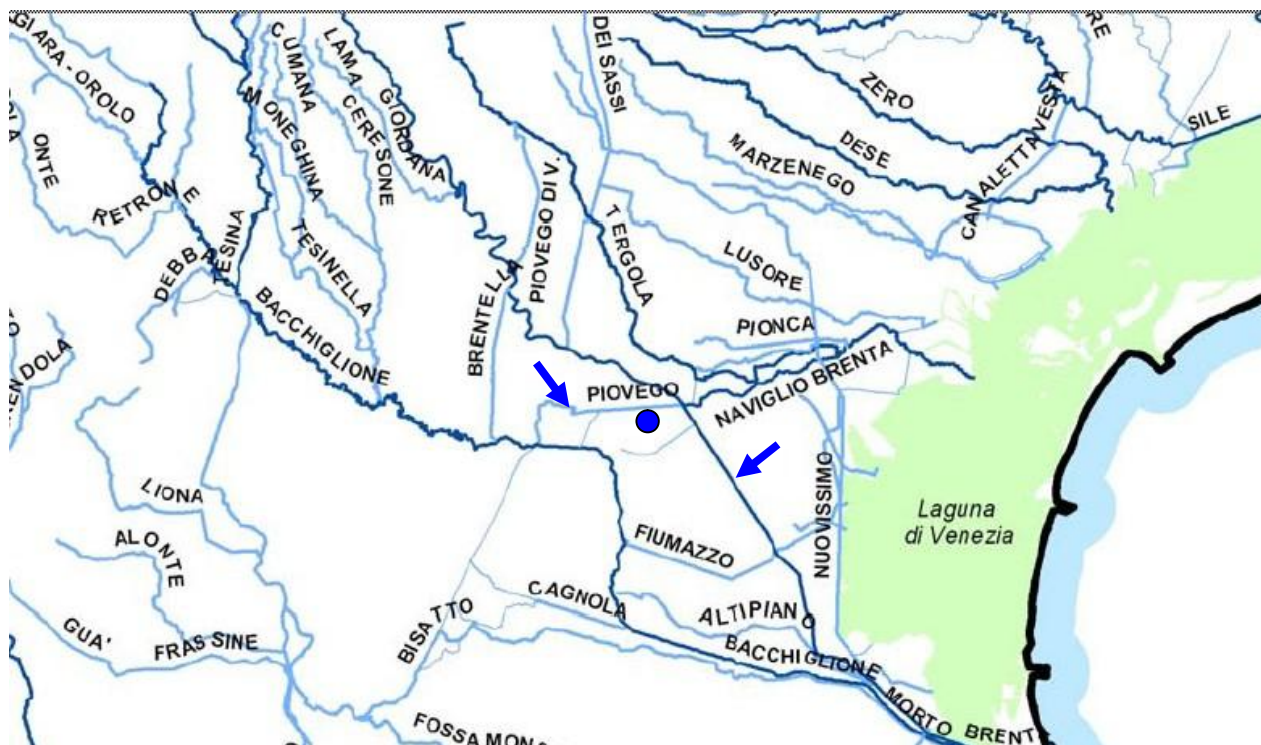 GIARA - OROLO
ONTE
RETRONE
DEBBA
TESINA
CUMANA
MONEGHINA
LAMA
CERESONE
GIORDANA
TESINELLA
BACCHIGLIONE
BRENTELLA
PIOVEGO DI V.
DEI SASSI
TERGOLA
MARZENEGO
DESE
ZERO
CANALETTA VESTA
SILE
LUSORE
PIONCA
NAVIGLIO BRENTA
PIOVEGO
NUOVISSIMO
Laguna
di Venezia
FIUMAZZO
ALTIPIANO
CAGNOLA
BACCHIGLIONE
MORTO BRENTA
BISATTO
LIONA
ALONTE
GUA'
FRASSINE